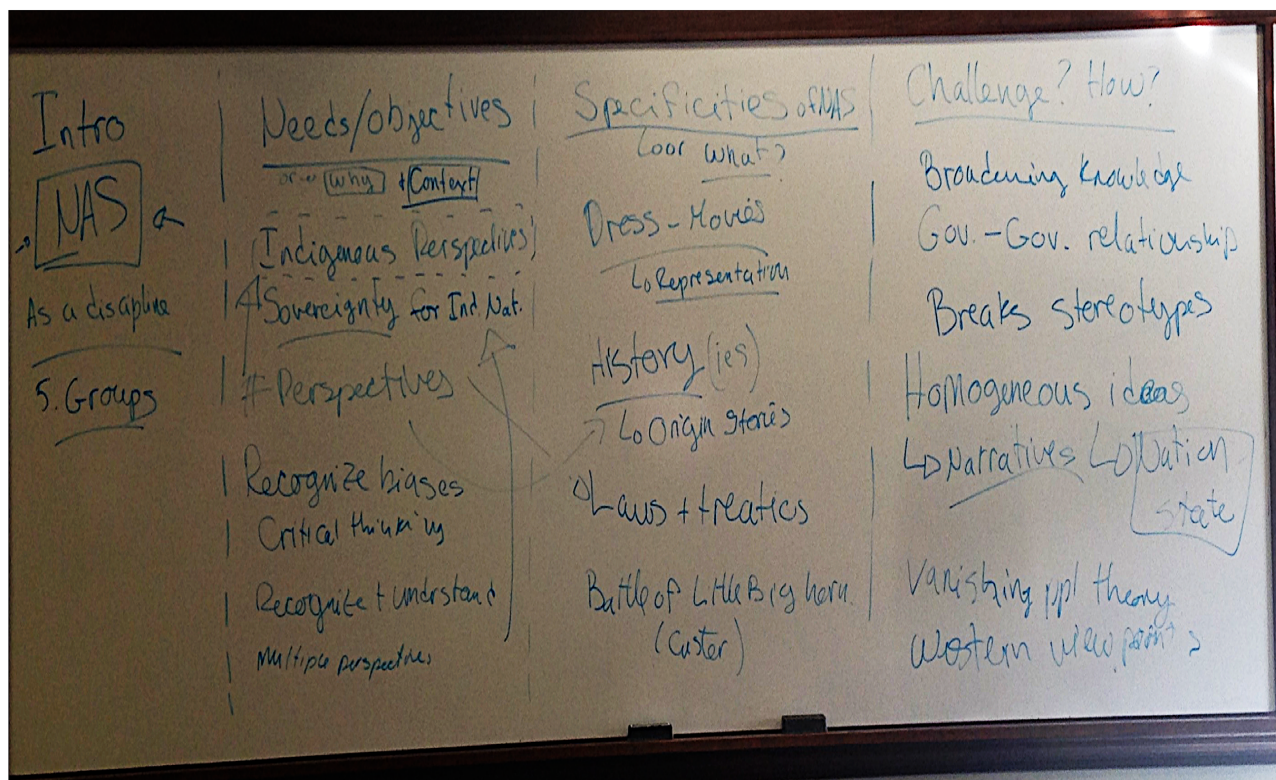 Intro
NAS
As a discipline
5. Groups
Needs/objectives
or Why + Context
Indigenous Perspectives
Sovereignty for Ind. Nat.
≠ Perspectives
Recognize biases
Critical thinking
Recognize + understand
Multiple perspectives
Specificities of NAS
or What?
Dress - Movies
↳ Representation
History (ies)
↳ Origin Stories
Laws + treaties
Battle of Little Big horn
(Custer)
Challenge? How?
Broadening Knowledge
Gov. - Gov. relationship
Breaks stereotypes
Homogeneous ideas
↳ Narratives ↳ Nation
State
Vanishing ppl theory
Western viewpoints